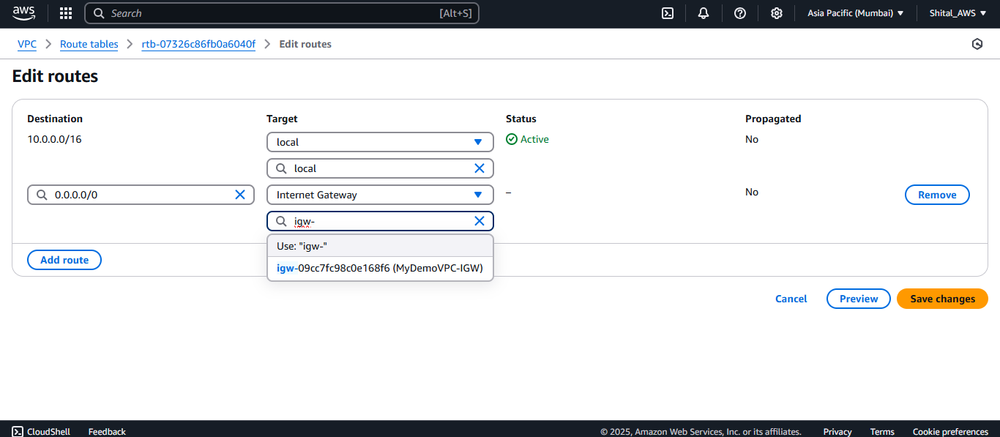 aws
Search [Alt+S] Asia Pacific (Mumbai) Shital_AWS
VPC Route tables rtb-07326c86fb0a6040f Edit routes
Edit routes
Destination Target Status Propagated
10.0.0.0/16 local Active No
local
0.0.0.0/0 Internet Gateway – No Remove
igw-
Use: "igw-"
Add route
igw-09cc7fc98c0e168f6 (MyDemoVPC-IGW)
Cancel Preview Save changes
CloudShell Feedback © 2025, Amazon Web Services, Inc. or its affiliates. Privacy Terms Cookie preferences